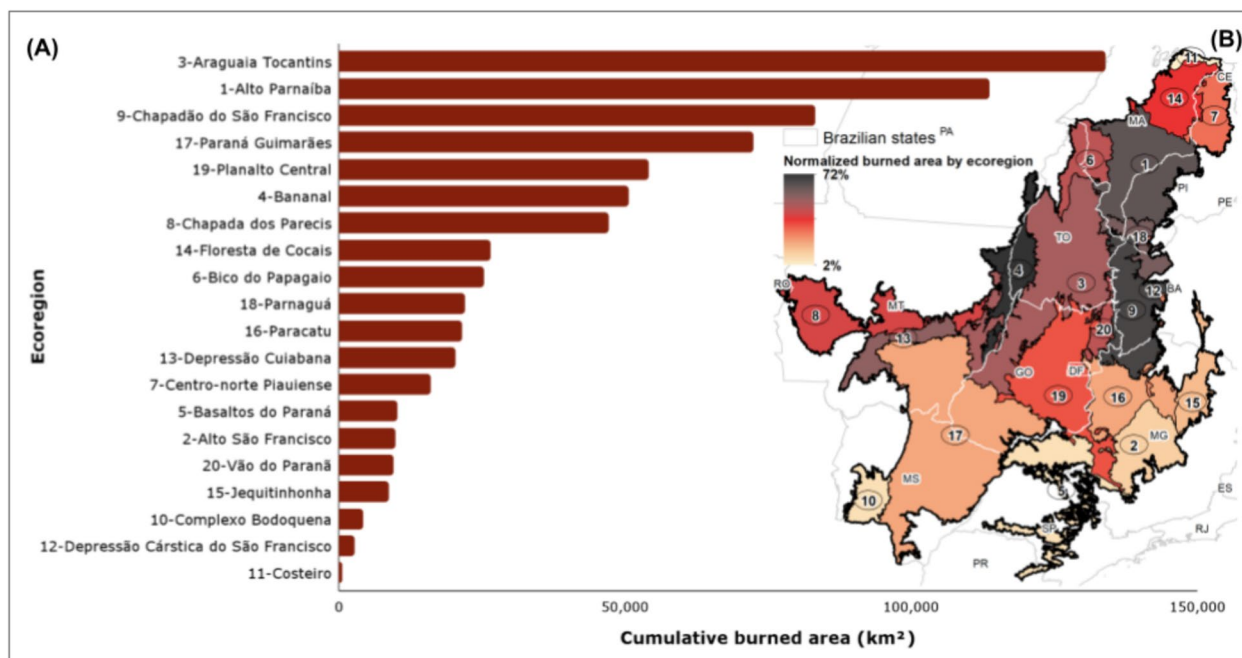 (A)
3-Araguaia Tocantins
1-Alto Parnaíba
9-Chapadão do São Francisco
17-Paraná Guimarães
19-Planalto Central
4-Bananal
8-Chapada dos Parecis
14-Floresta de Cocais
6-Bico do Papagaio
18-Parnaguá
16-Paracatu
13-Depressão Cuiabana
7-Centro-norte Piauiense
5-Basaltos do Paraná
2-Alto São Francisco
20-Vão do Paranã
15-Jequitinhonha
10-Complexo Bodoquena
12-Depressão Cárstica do São Francisco
11-Costeiro
Ecoregion
0
50,000
100,000
150,000
Cumulative burned area (km²)
(B)
Brazilian states
PA
Normalized burned area by ecoregion
72%
2%
11
CE
14
7
MA
6
1
PI
PE
18
TO
4
3
12
BA
9
RO
MT
8
13
20
GO
DF
19
16
15
17
2
MG
MS
10
5
SP
ES
RJ
PR